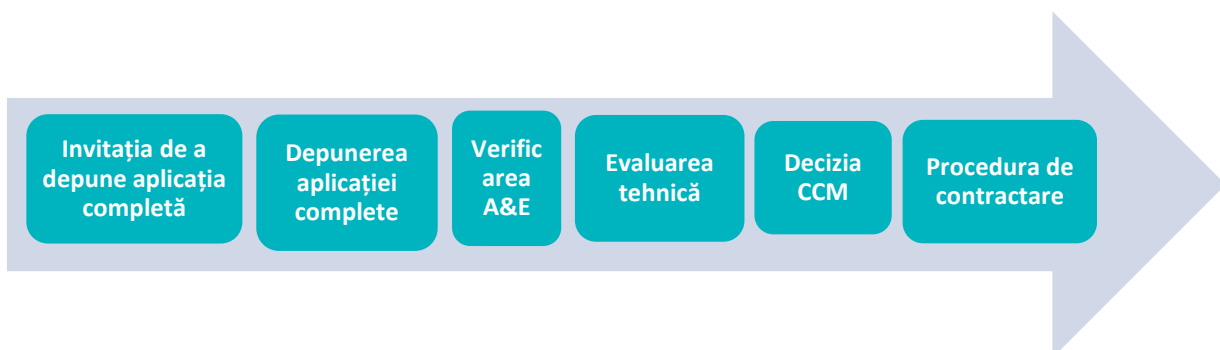 Invitația de a
depune aplicația
completă
Depunerea
aplicației
complete
Verific
area
A&E
Evaluarea
tehnică
Decizia
CCM
Procedura de
contractare